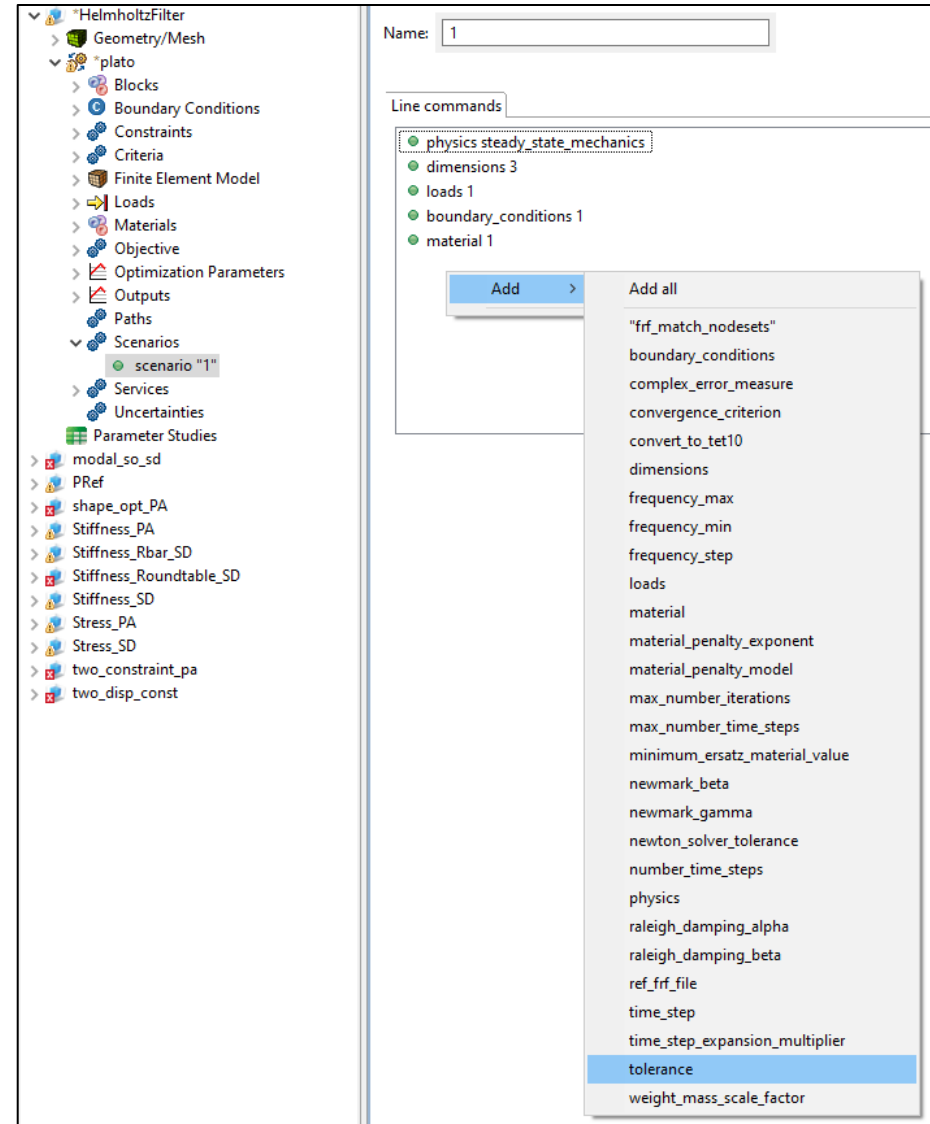 *HelmholtzFilter
Geometry/Mesh
*plato
Blocks
Boundary Conditions
Constraints
Criteria
Finite Element Model
Loads
Materials
Objective
Optimization Parameters
Outputs
Paths
Scenarios
scenario "1"
Services
Uncertainties
Parameter Studies
modal_so_sd
PRef
shape_opt_PA
Stiffness_PA
Stiffness_Rbar_SD
Stiffness_Roundtable_SD
Stiffness_SD
Stress_PA
Stress_SD
two_constraint_pa
two_disp_const
Name: 1
Line commands
physics steady_state_mechanics
dimensions 3
loads 1
boundary_conditions 1
material 1
Add >
Add all
"frf_match_nodesets"
boundary_conditions
complex_error_measure
convergence_criterion
convert_to_tet10
dimensions
frequency_max
frequency_min
frequency_step
loads
material
material_penalty_exponent
material_penalty_model
max_number_iterations
max_number_time_steps
minimum_ersatz_material_value
newmark_beta
newmark_gamma
newton_solver_tolerance
number_time_steps
physics
raleigh_damping_alpha
raleigh_damping_beta
ref_frf_file
time_step
time_step_expansion_multiplier
tolerance
weight_mass_scale_factor